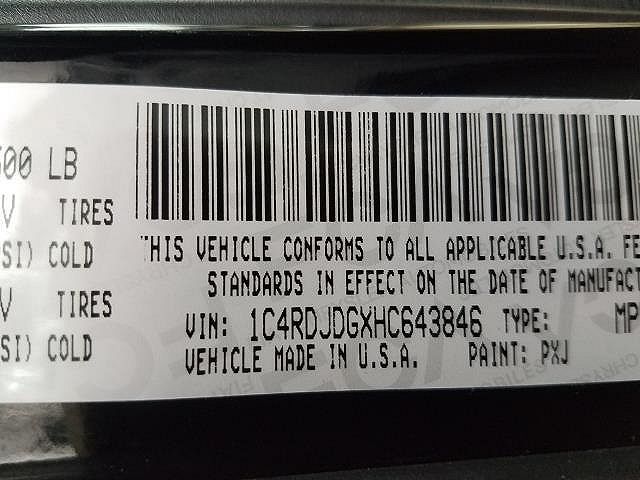 500 LB
TIRES
SI) COLD
TIRES
SI) COLD
THIS VEHICLE CONFORMS TO ALL APPLICABLE U.S.A. FE
STANDARDS IN EFFECT ON THE DATE OF MANUFACT
VIN: 1C4RDJDGXHC643846 TYPE: MP
VEHICLE MADE IN U.S.A. PAINT: PXJ